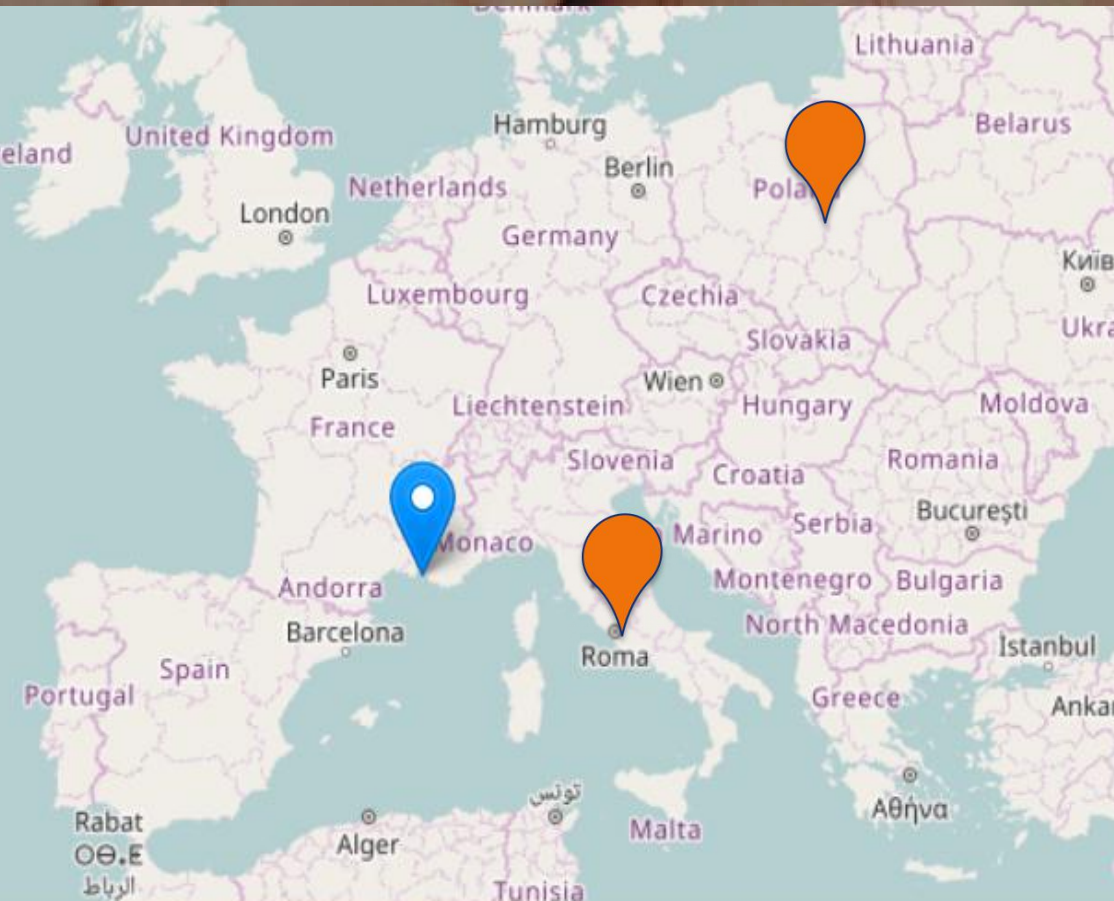 Denmark
Lithuania
Hamburg
Belarus
United Kingdom
eland
Berlin
Netherlands
Pola
London
Germany
Київ
Luxembourg
Czechia
Ukra
Slovakia
Paris
Wien
Liechtenstein
Hungary
Moldova
France
Slovenia
Romania
Croatia
București
Serbia
Marino
Monaco
Andorra
Montenegro
Bulgaria
Barcelona
North Macedonia
İstanbul
Roma
Spain
Portugal
Greece
Ankar
تونس
Αθήνα
Rabat
ⵔⴱⴰⵟ
الرباط
Alger
Malta
Tunisia